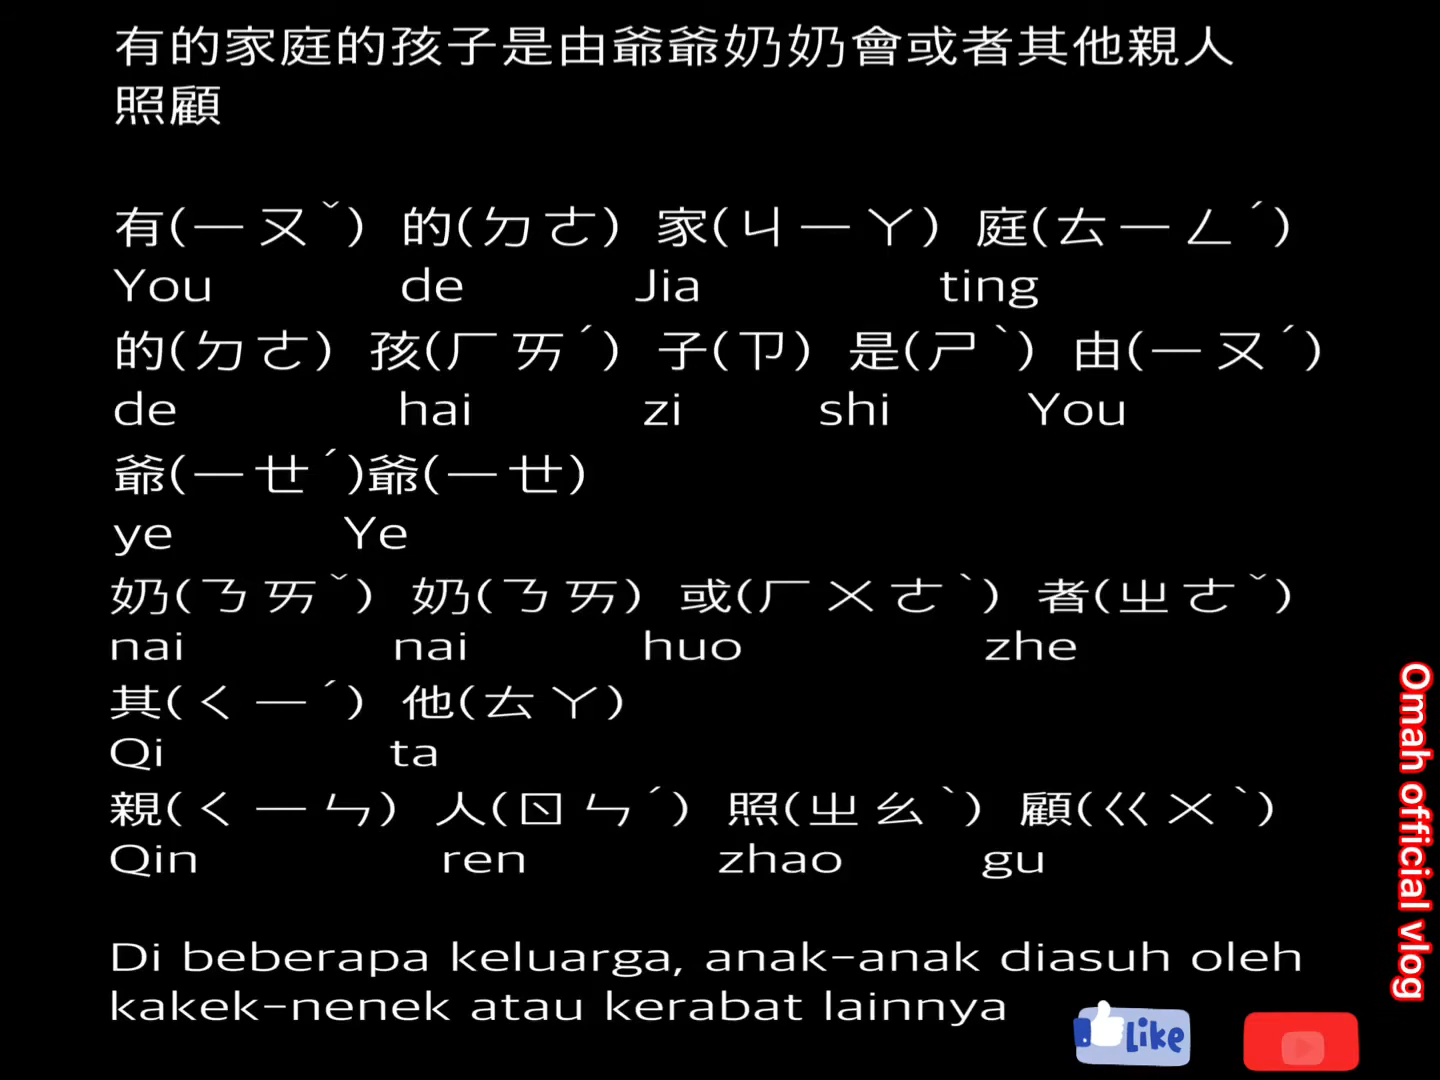 有的家庭的孩子是由爺爺奶奶會或者其他親人
照顧
有(ㄧㄡˇ) 的(ㄉㄜ) 家(ㄐㄧㄚ) 庭(ㄊㄧㄥˊ)
You de Jia ting
的(ㄉㄜ) 孩(ㄏㄞˊ) 子(ㄗ) 是(ㄕˋ) 由(ㄧㄡˊ)
de hai zi shi You
爺(ㄧㄝˊ)爺(ㄧㄝ)
ye Ye
奶(ㄋㄞˇ) 奶(ㄋㄞ) 或(ㄏㄨㄜˋ) 者(ㄓㄜˇ)
nai nai huo zhe
其(ㄑㄧˊ) 他(ㄊㄚ)
Qi ta
親(ㄑㄧㄣ) 人(ㄖㄣˊ) 照(ㄓㄠˋ) 顧(ㄍㄨˋ)
Qin ren zhao gu
Di beberapa keluarga, anak-anak diasuh oleh
kakek-nenek atau kerabat lainnya
Like
Omah official vlog